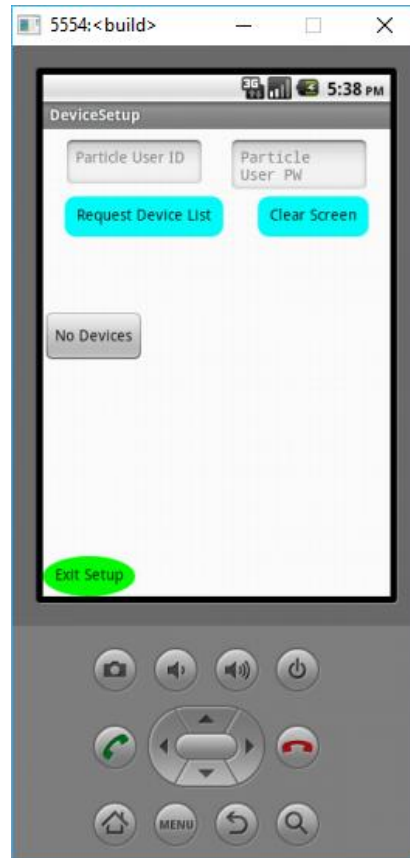 5554:<build>
3G 5:38 PM
DeviceSetup
Particle User ID
Particle
User PW
Request Device List
Clear Screen
No Devices
Exit Setup
MENU